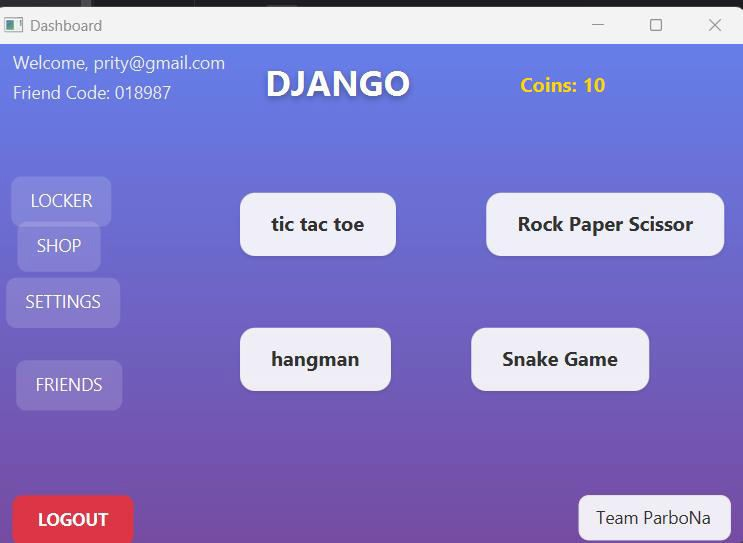 Dashboard
Welcome, prity@gmail.com
Friend Code: 018987
DJANGO
Coins: 10
LOCKER
SHOP
SETTINGS
FRIENDS
tic tac toe
Rock Paper Scissor
hangman
Snake Game
LOGOUT
Team ParboNa